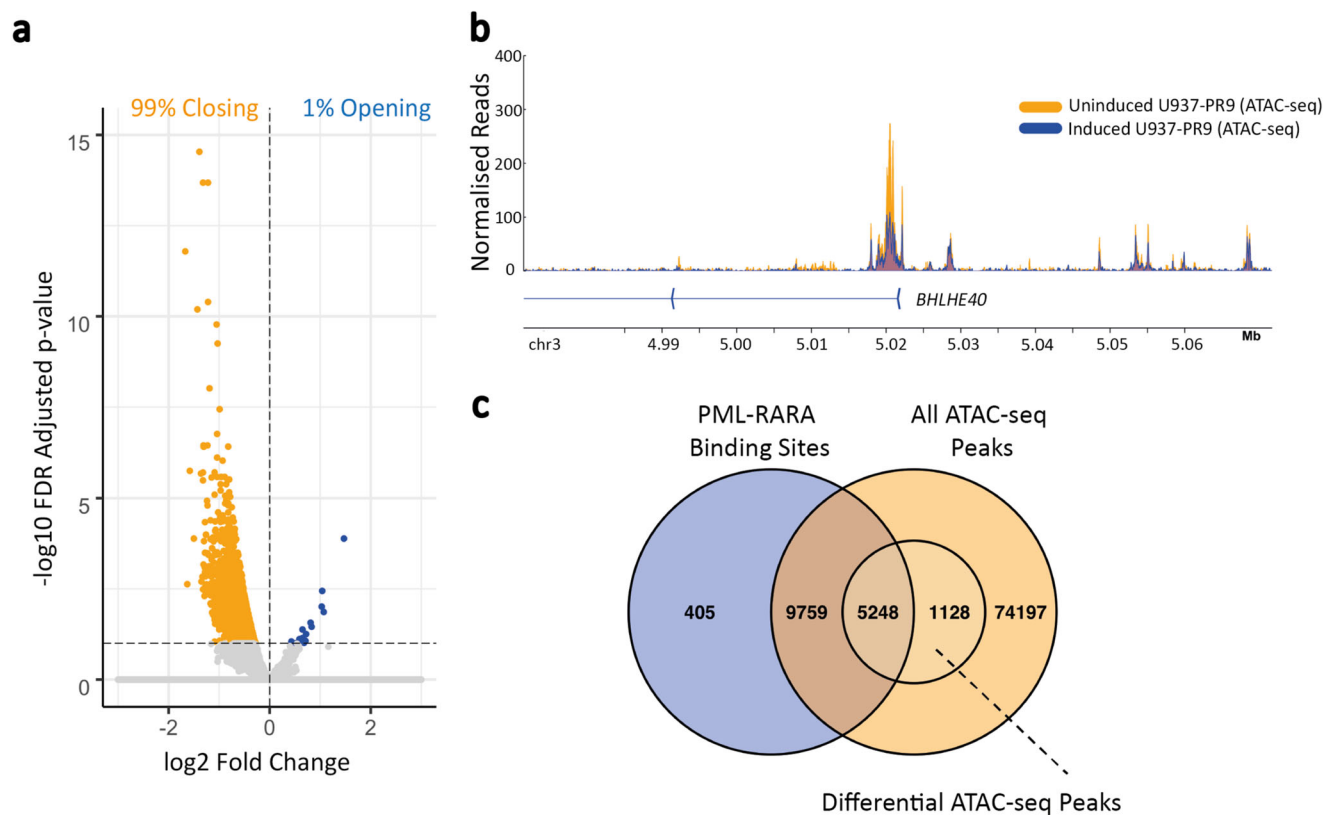 a
99% Closing
1% Opening
15
10
5
0
-log10 FDR Adjusted p-value
-2
0
2
log2 Fold Change
b
400
300
200
100
0
Normalised Reads
Uninduced U937-PR9 (ATAC-seq)
Induced U937-PR9 (ATAC-seq)
BHLHE40
chr3
4.99
5.00
5.01
5.02
5.03
5.04
5.05
5.06
Mb
c
PML-RARA
Binding Sites
All ATAC-seq
Peaks
405
9759
5248
1128
74197
Differential ATAC-seq Peaks